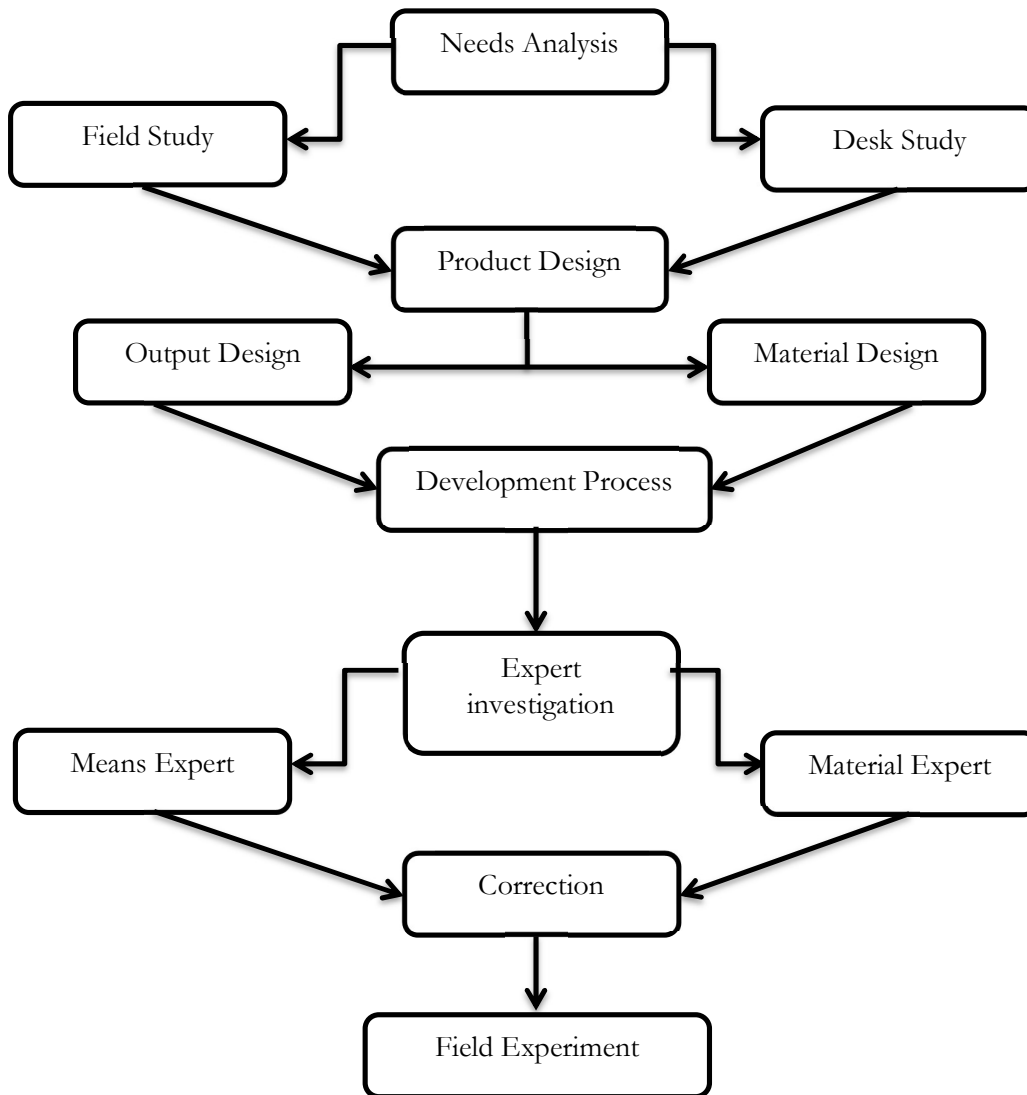 Needs Analysis
Field Study
Desk Study
Product Design
Output Design
Material Design
Development Process
Expert
investigation
Means Expert
Material Expert
Correction
Field Experiment